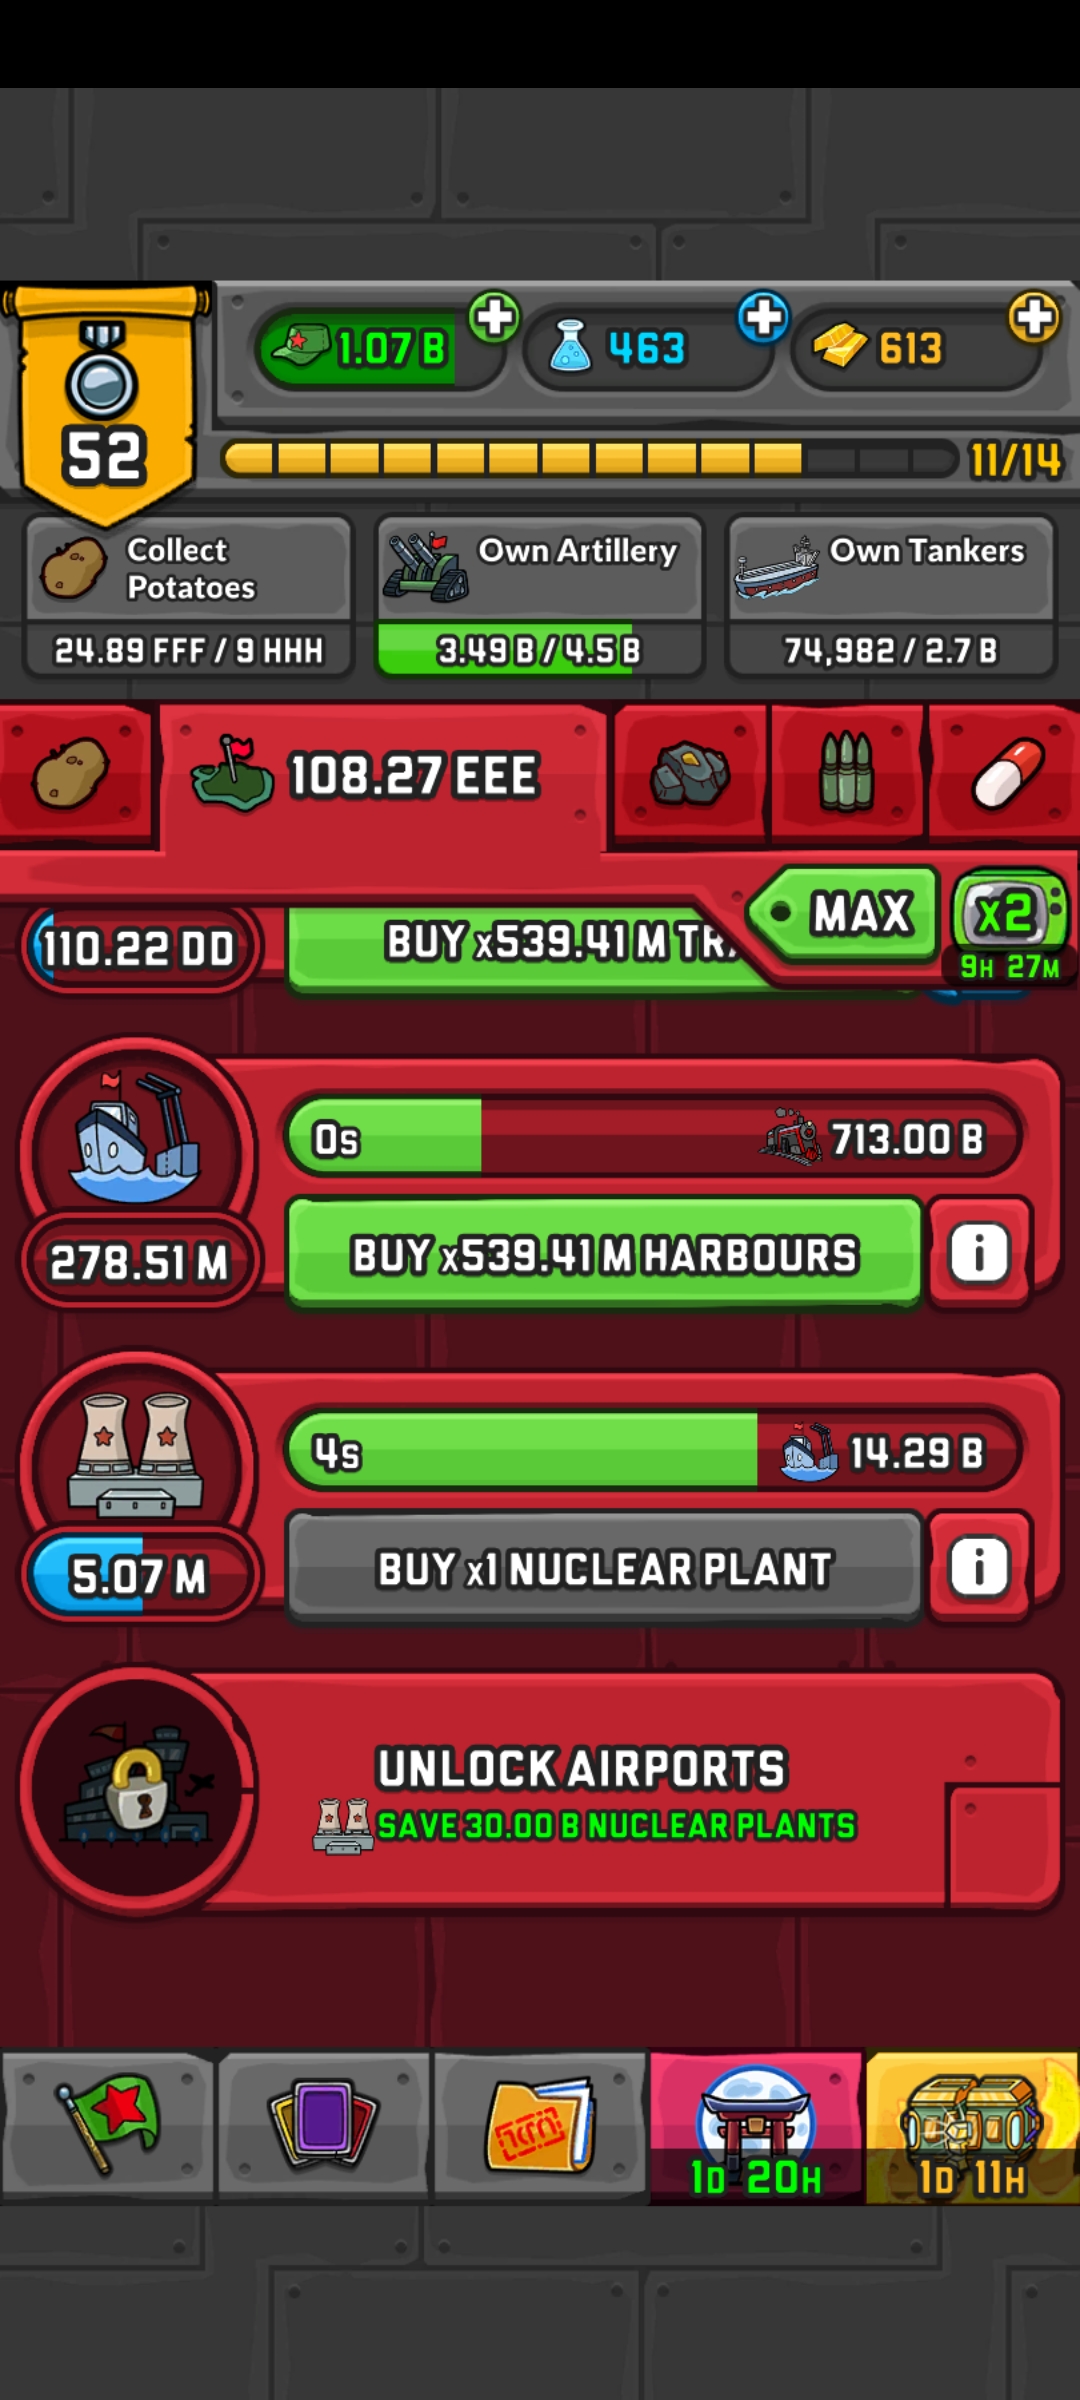 1.07 B
463
613
52
11/14
Collect
Potatoes
Own Artillery
Own Tankers
24.89 FFF / 9 HHH
3.49 B / 4.5 B
74,982 / 2.7 B
108.27 EEE
MAX
x2
9H 27M
110.22 DD
BUY x539.41 M
0s
713.00 B
278.51 M
BUY x539.41 M HARBOURS
i
4s
14.29 B
5.07 M
BUY x1 NUCLEAR PLANT
i
UNLOCK AIRPORTS
SAVE 30.00 B NUCLEAR PLANTS
1D 20H
1D 11H